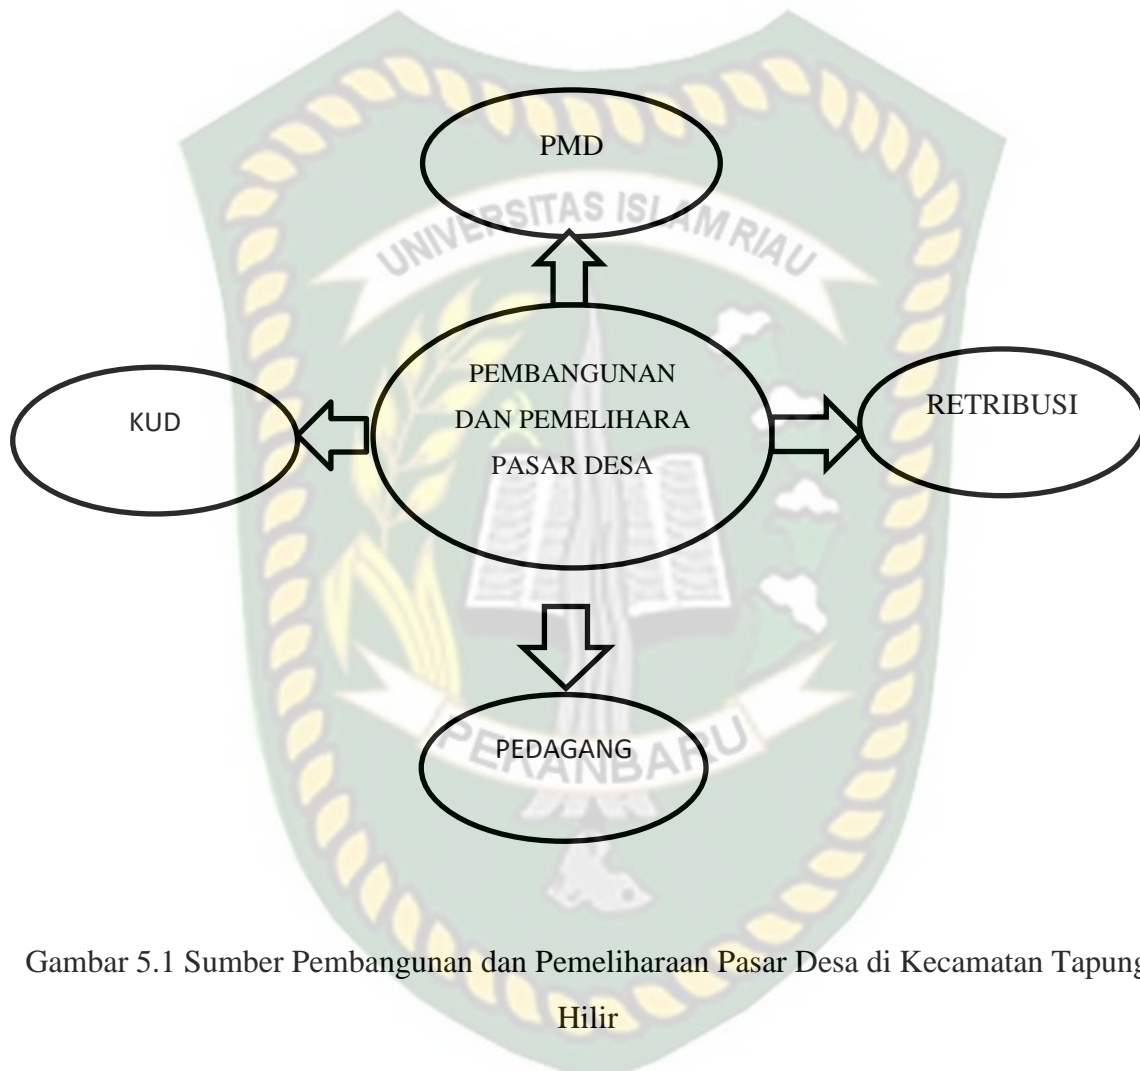 PMD
UNIVERSITAS ISLAM RIAU
PEMBANGUNAN
DAN PEMELIHARA
PASAR DESA
KUD
RETRIBUSI
PEDAGANG
PEKANBARU
Gambar 5.1 Sumber Pembangunan dan Pemeliharaan Pasar Desa di Kecamatan Tapung
Hilir